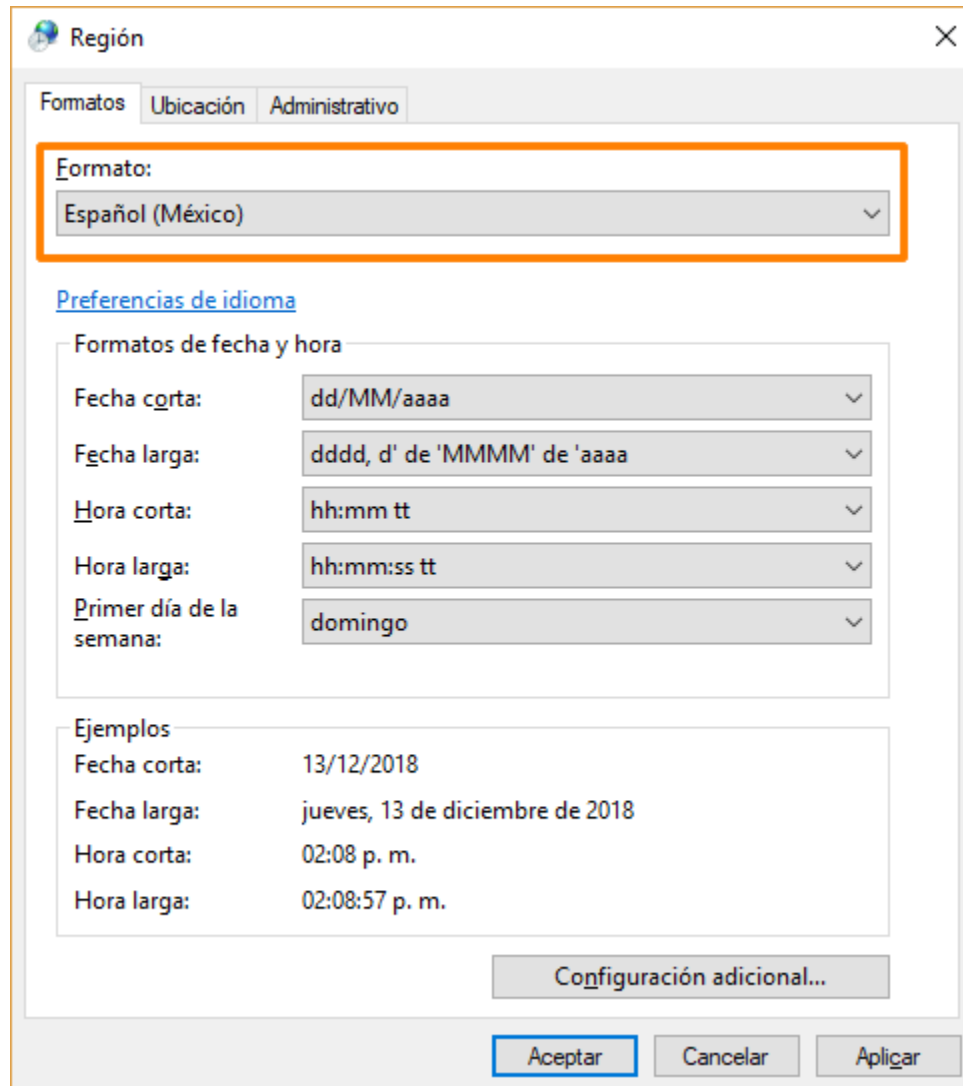 Región
Formatos Ubicación Administrativo
Formato:
Español (México)
Preferencias de idioma
Formatos de fecha y hora
Fecha corta: dd/MM/aaaa
Fecha larga: dddd, d' de 'MMMM' de 'aaaa
Hora corta: hh:mm tt
Hora larga: hh:mm:ss tt
Primer día de la
semana: domingo
Ejemplos
Fecha corta: 13/12/2018
Fecha larga: jueves, 13 de diciembre de 2018
Hora corta: 02:08 p. m.
Hora larga: 02:08:57 p. m.
Configuración adicional...
Aceptar Cancelar Aplicar